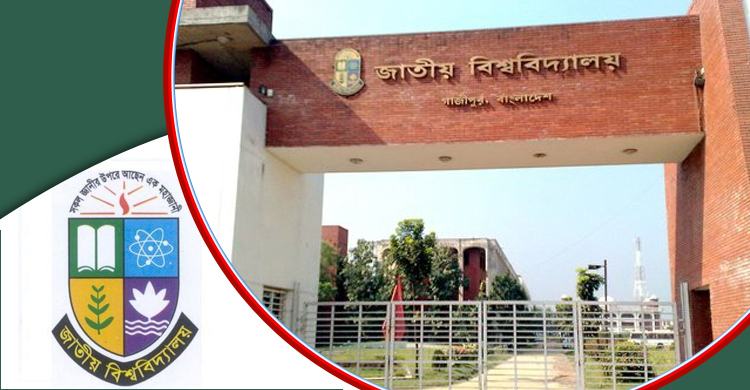 জাতীয় বিশ্ববিদ্যালয়
গাজীপুর, বাংলাদেশ
সকল জ্ঞানীর উপরে আছেন এক মহাজ্ঞানী
জাতীয় বিশ্ববিদ্যালয়